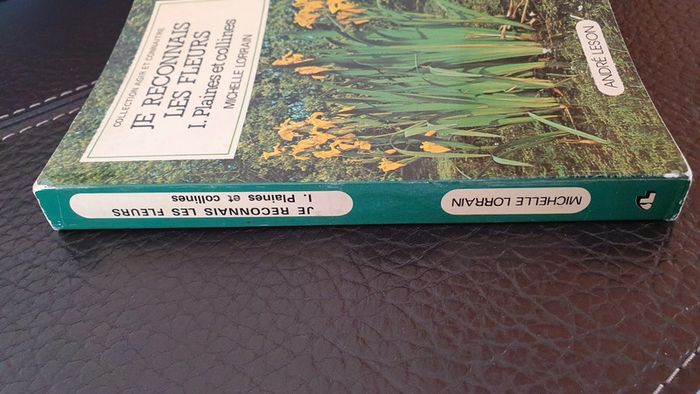 COLLECTION AGIR ET CONNAITRE
JE RECONNAIS
LES FLEURS
I. Plaines et collines
MICHELLE LORRAIN
ANDRÉ LESON
JE RECONNAIS LES FLEURS
I. Plaines et collines
MICHELLE LORRAIN